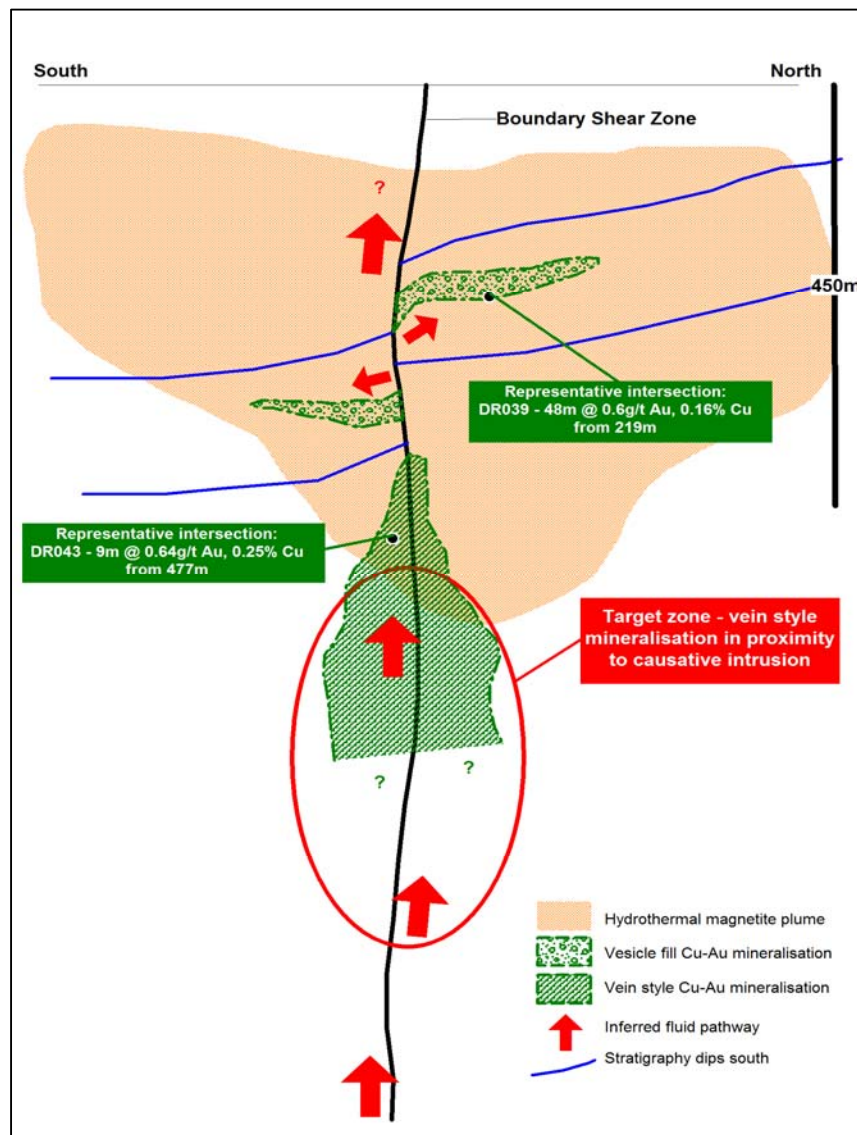 South
North
Boundary Shear Zone
?
450m
Representative intersection:
DR039 - 48m @ 0.6g/t Au, 0.16% Cu
from 219m
Representative intersection:
DR043 - 9m @ 0.64g/t Au, 0.25% Cu
from 477m
Target zone - vein style
mineralisation in proximity
to causative intrusion
?
?
Hydrothermal magnetite plume
Vesicle fill Cu-Au mineralisation
Vein style Cu-Au mineralisation
Inferred fluid pathway
Stratigraphy dips south